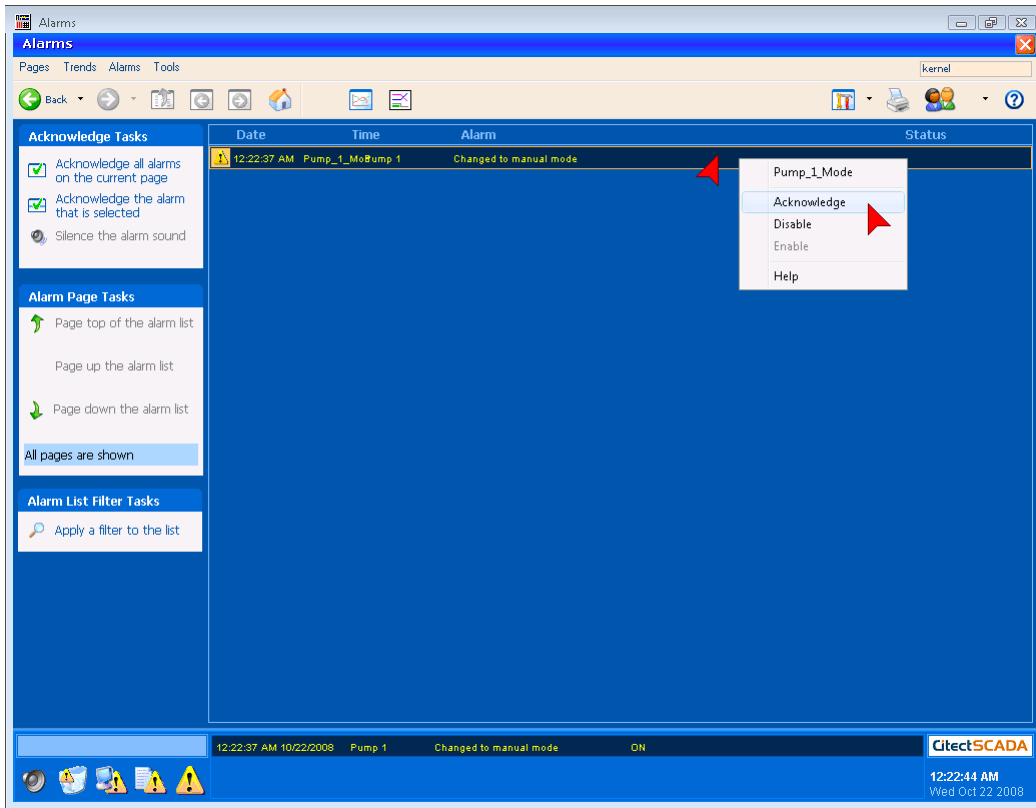 Alarms
Alarms
Pages Trends Alarms Tools
kernel
Back
Acknowledge Tasks
Acknowledge all alarms
on the current page
Acknowledge the alarm
that is selected
Silence the alarm sound
Alarm Page Tasks
Page top of the alarm list
Page up the alarm list
Page down the alarm list
All pages are shown
Alarm List Filter Tasks
Apply a filter to the list
Date Time Alarm Status
12:22:37 AM Pump_1_Mo Pump 1 Changed to manual mode
Pump_1_Mode
Acknowledge
Disable
Enable
Help
12:22:37 AM 10/22/2008 Pump 1 Changed to manual mode ON
CitectSCADA
12:22:44 AM
Wed Oct 22 2008